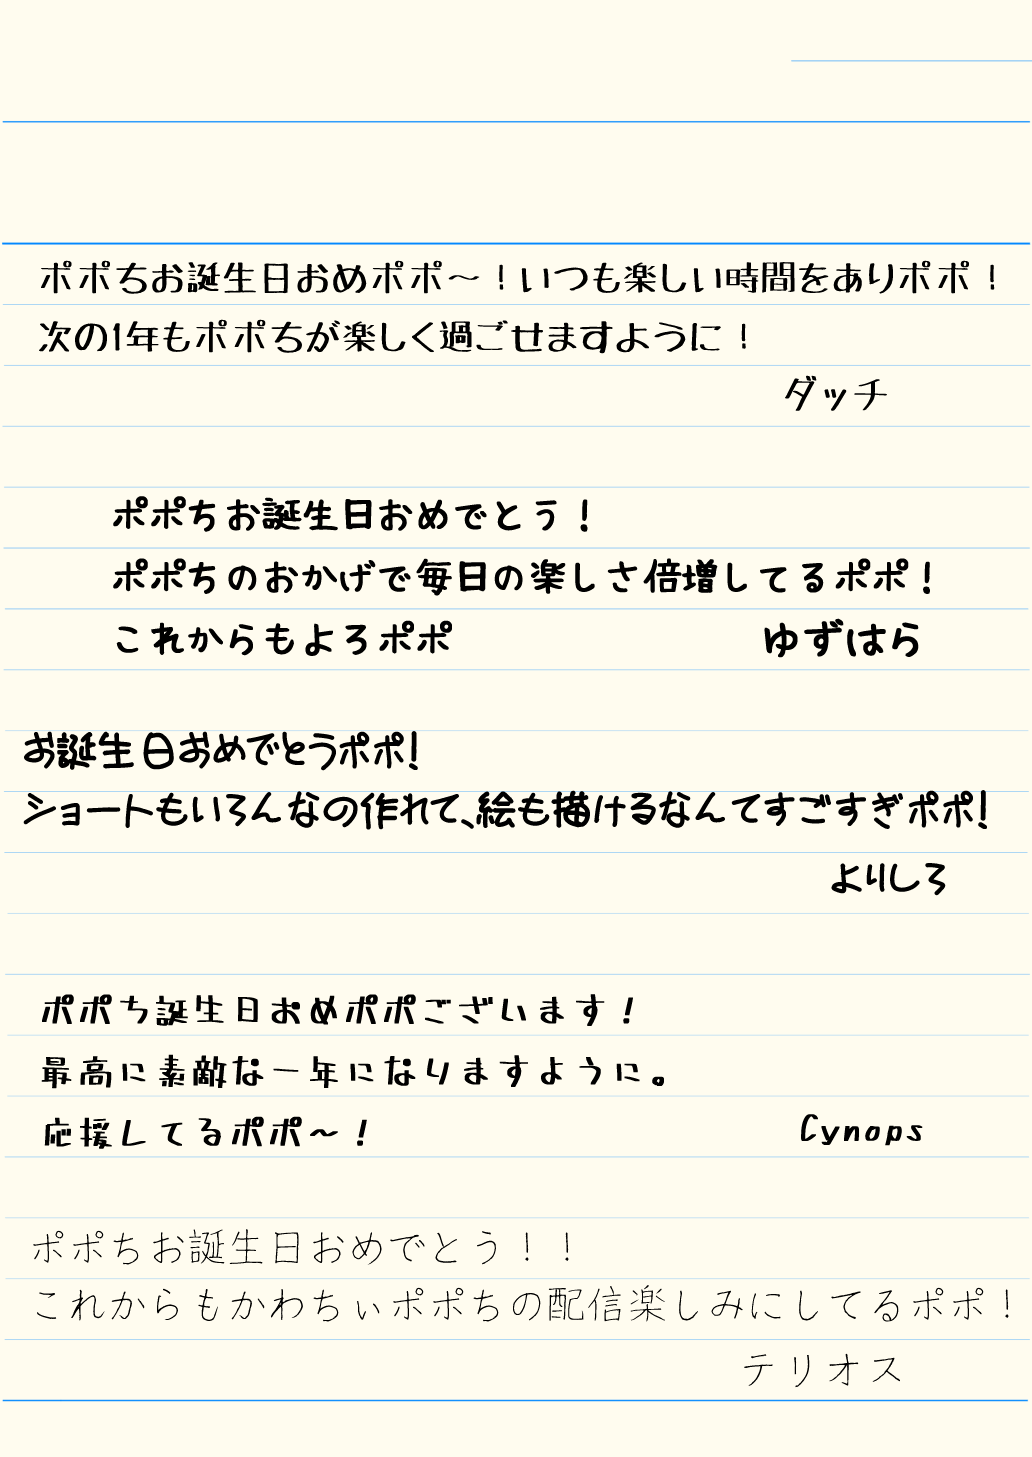 ポポちお誕生日おめポポ～！いつも楽しい時間をありポポ！
次の1年もポポちが楽しく過ごせますように！
ダッチ
ポポちお誕生日おめでとう！
ポポちのおかげで毎日の楽しさ倍増してるポポ！
これからもよろポポ ゆずはら
お誕生日おめでとうポポ!
ショートもいろんなの作れて、絵も描けるなんてすごすぎポポ!
よりしろ
ポポち誕生日おめポポございます！
最高に素敵な一年になりますように。
応援してるポポ～！ Cynops
ポポちお誕生日おめでとう！！
これからもかわちぃポポちの配信楽しみにしてるポポ！
テリオス